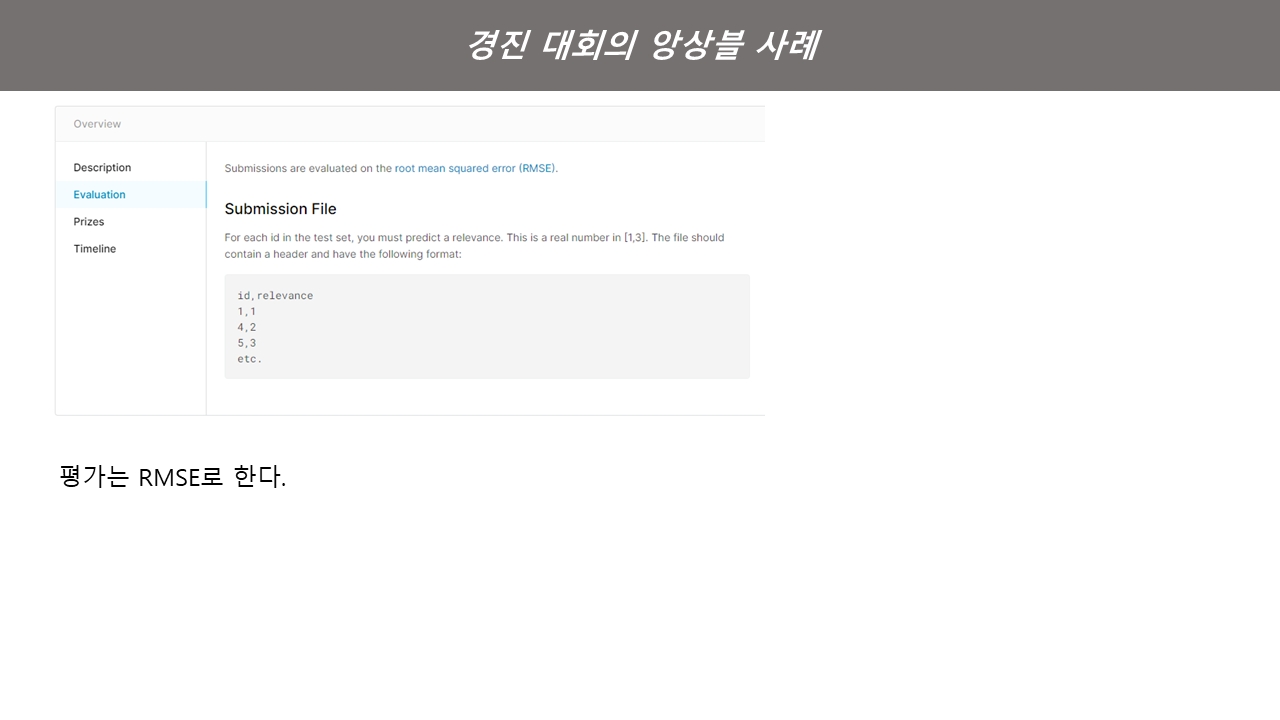 경진 대회의 앙상블 사례
Overview
Description
Evaluation
Prizes
Timeline
Submissions are evaluated on the root mean squared error (RMSE).
Submission File
For each id in the test set, you must predict a relevance. This is a real number in [1,3]. The file should
contain a header and have the following format:
id,relevance
1,1
4,2
5,3
etc.
평가는 RMSE로 한다.